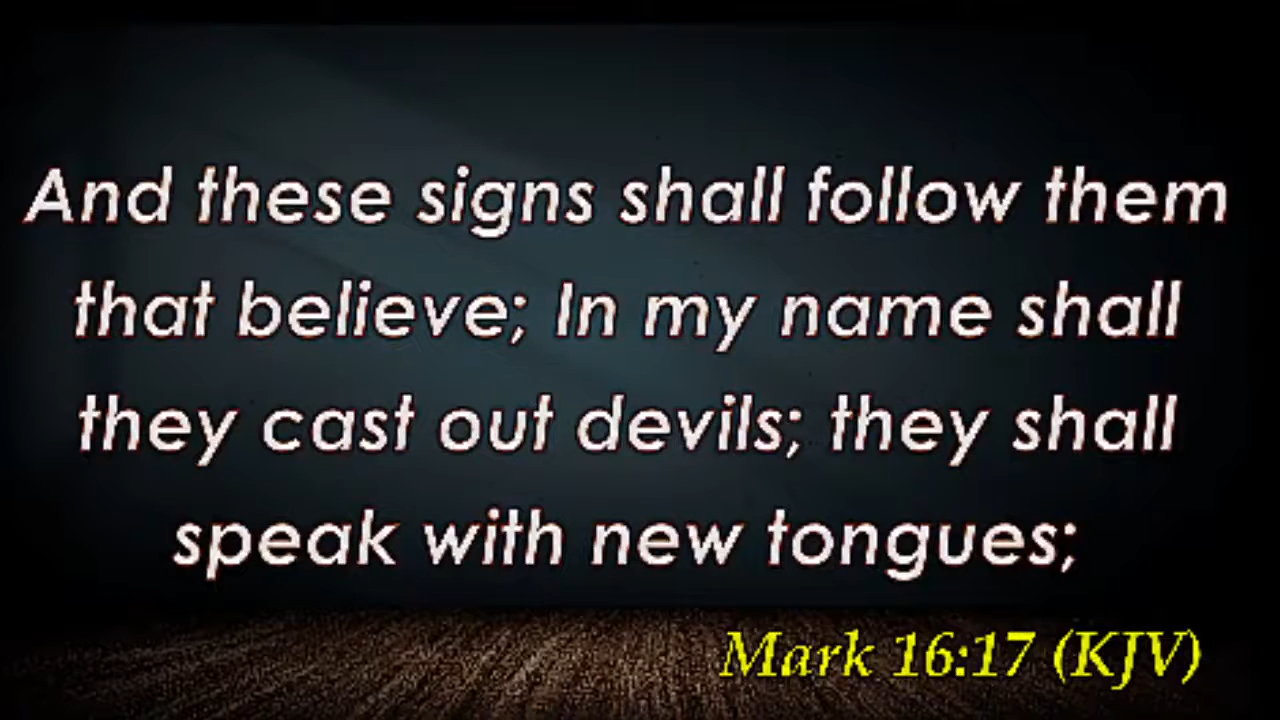 And these signs shall follow them
that believe; In my name shall
they cast out devils; they shall
speak with new tongues;
Mark 16:17 (KJV)